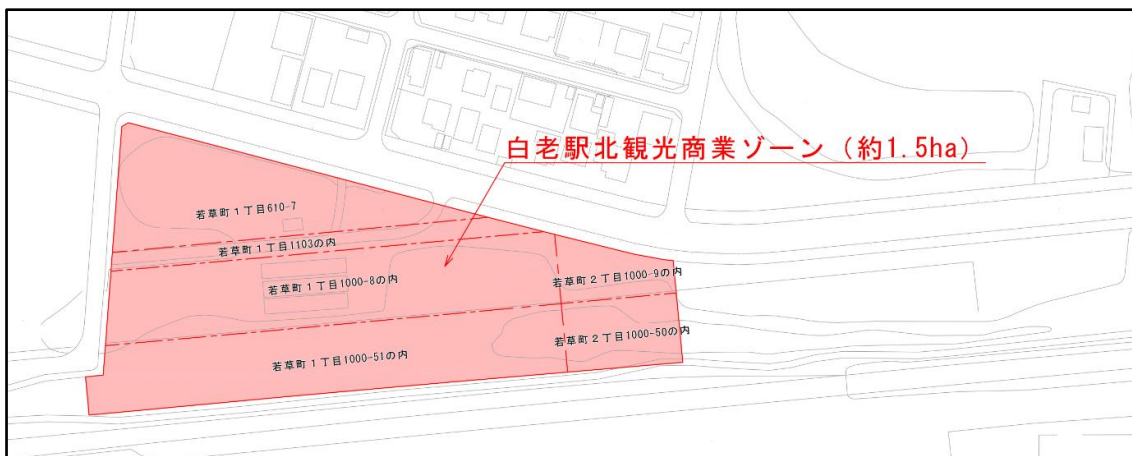 白老駅北観光商業ゾーン（約1.5ha）
若草町１丁目610-7
若草町１丁目1103の内
若草町１丁目1000-8の内
若草町２丁目1000-9の内
若草町２丁目1000-50の内
若草町１丁目1000-51の内